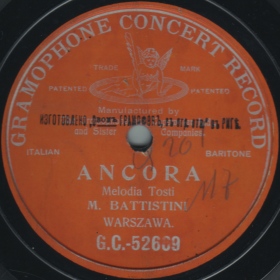 GRAMOPHONE CONCERT RECORD
TRADE MARK
PATENTED PATENTED
Manufactured by
ИЗГОТОВЛЕНО
and Sister Companies.
ITALIAN BARITONE
ANCORA
Melodia Tosti
M. BATTISTINI
WARSZAWA.
G.C.-52669